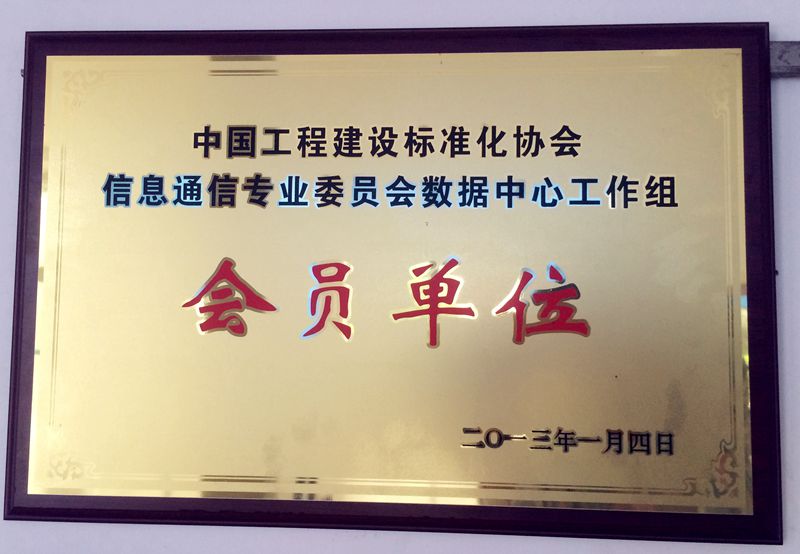 中国工程建设标准化协会
信息通信专业委员会数据中心工作组
会员单位
二〇一三年一月四日